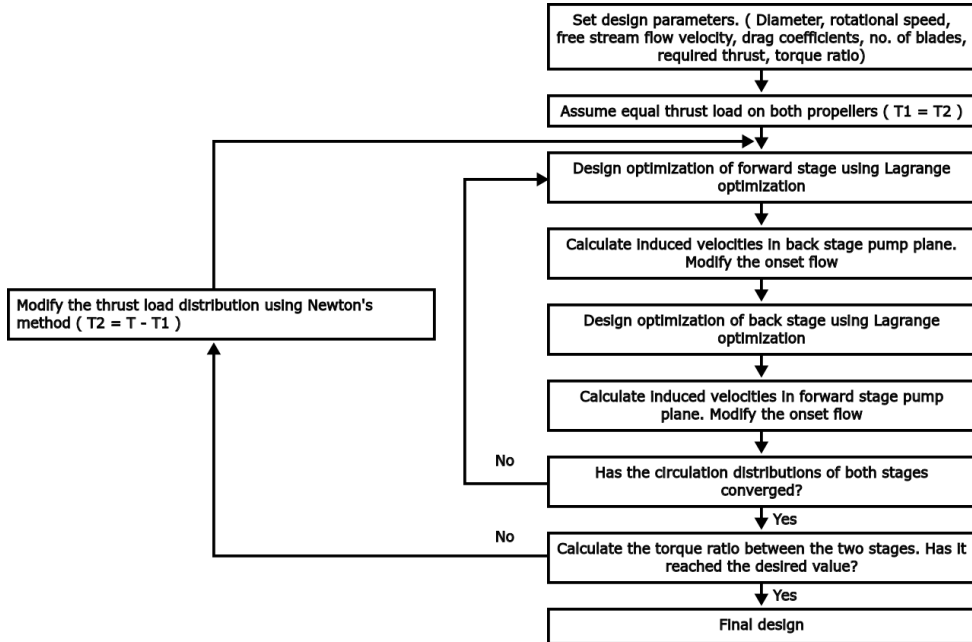 Set design parameters. ( Diameter, rotational speed,
free stream flow velocity, drag coefficients, no. of blades,
required thrust, torque ratio)
Assume equal thrust load on both propellers ( T1 = T2 )
Design optimization of forward stage using Lagrange
optimization
Calculate induced velocities in back stage pump plane.
Modify the onset flow
Modify the thrust load distribution using Newton's
method ( T2 = T - T1 )
Design optimization of back stage using Lagrange
optimization
Calculate induced velocities in forward stage pump
plane. Modify the onset flow
No
Has the circulation distributions of both stages
converged?
Yes
No
Calculate the torque ratio between the two stages. Has it
reached the desired value?
Yes
Final design